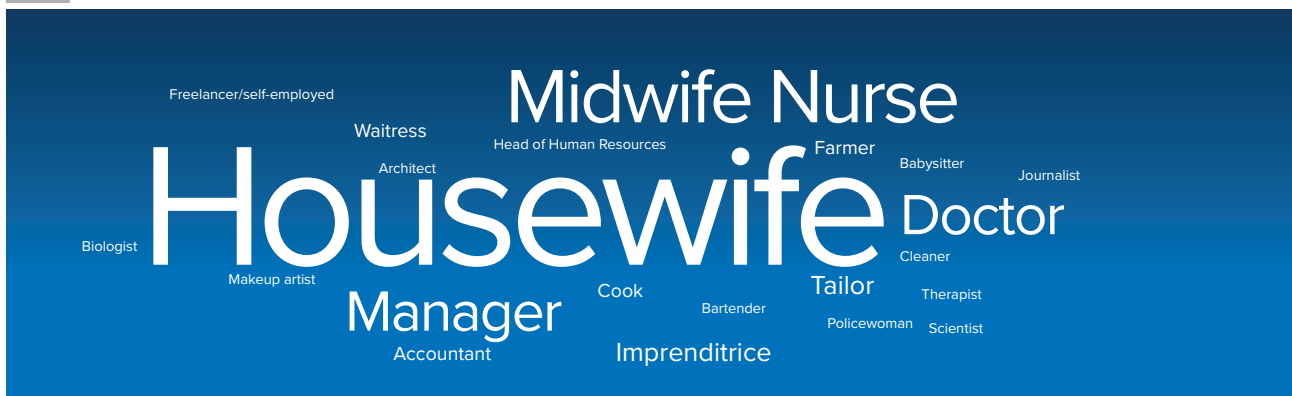 Midwife Nurse
Freelancer/self-employed
Waitress
Head of Human Resources
Farmer
Architect
Babysitter
Journalist
Housewife
Doctor
Biologist
Cleaner
Makeup artist
Cook
Tailor
Therapist
Manager
Bartender
Policewoman
Scientist
Accountant
Imprenditrice